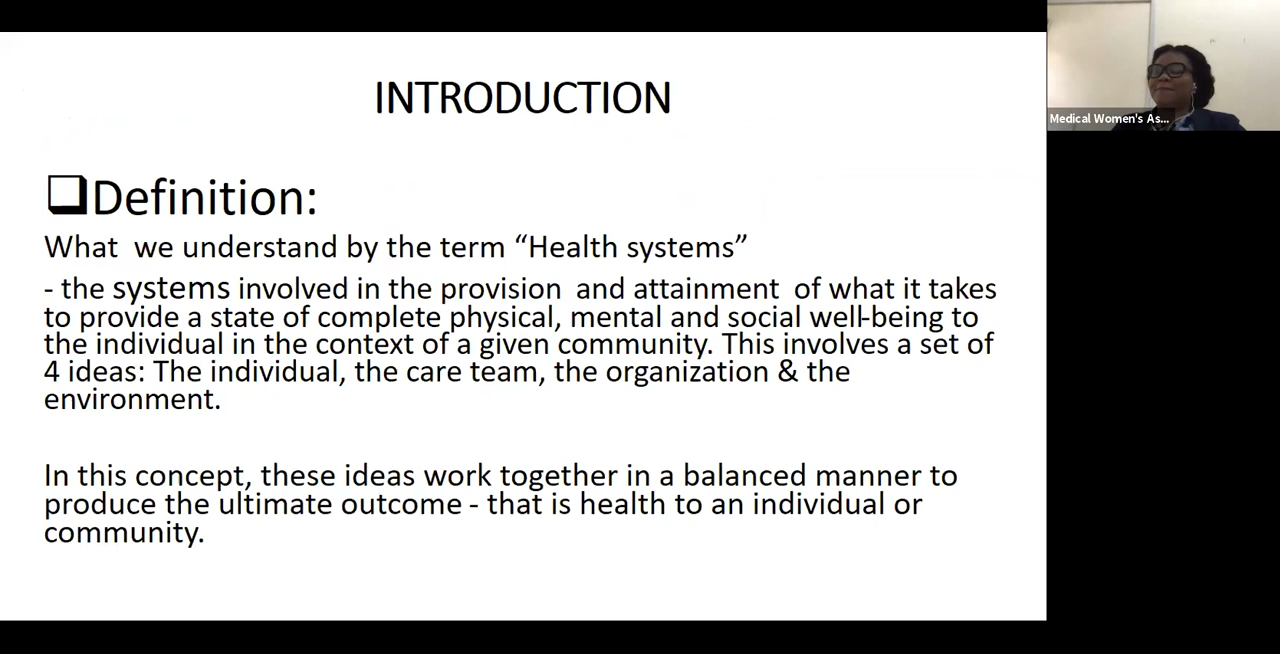 INTRODUCTION
❑Definition:
What we understand by the term “Health systems”
- the systems involved in the provision and attainment of what it takes
to provide a state of complete physical, mental and social well-being to
the individual in the context of a given community. This involves a set of
4 ideas: The individual, the care team, the organization & the
environment.
In this concept, these ideas work together in a balanced manner to
produce the ultimate outcome - that is health to an individual or
community.
Medical Women's As...